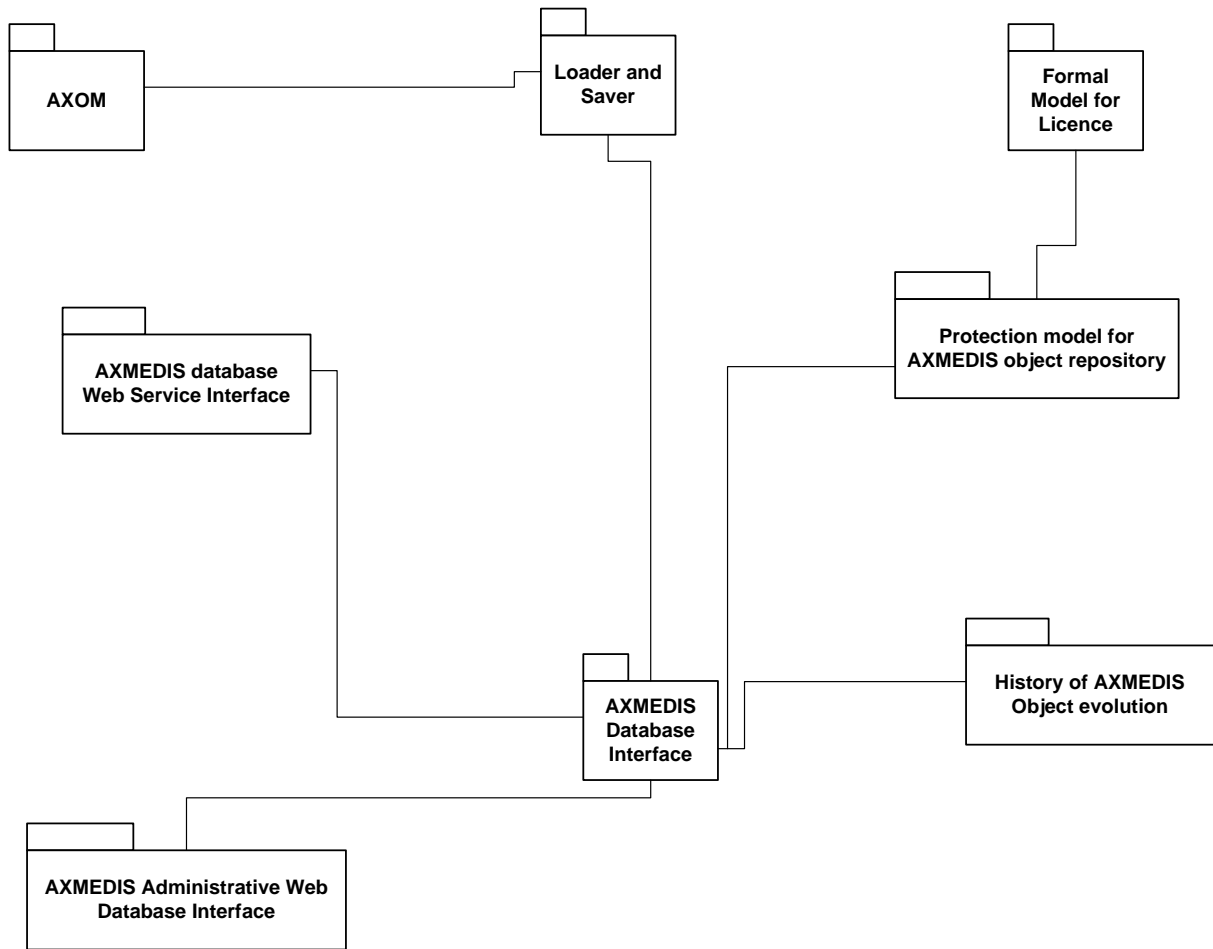 AXOM
Loader and
Saver
Formal
Model for
Licence
Protection model for
AXMEDIS object repository
AXMEDIS database
Web Service Interface
AXMEDIS
Database
Interface
History of AXMEDIS
Object evolution
AXMEDIS Administrative Web
Database Interface